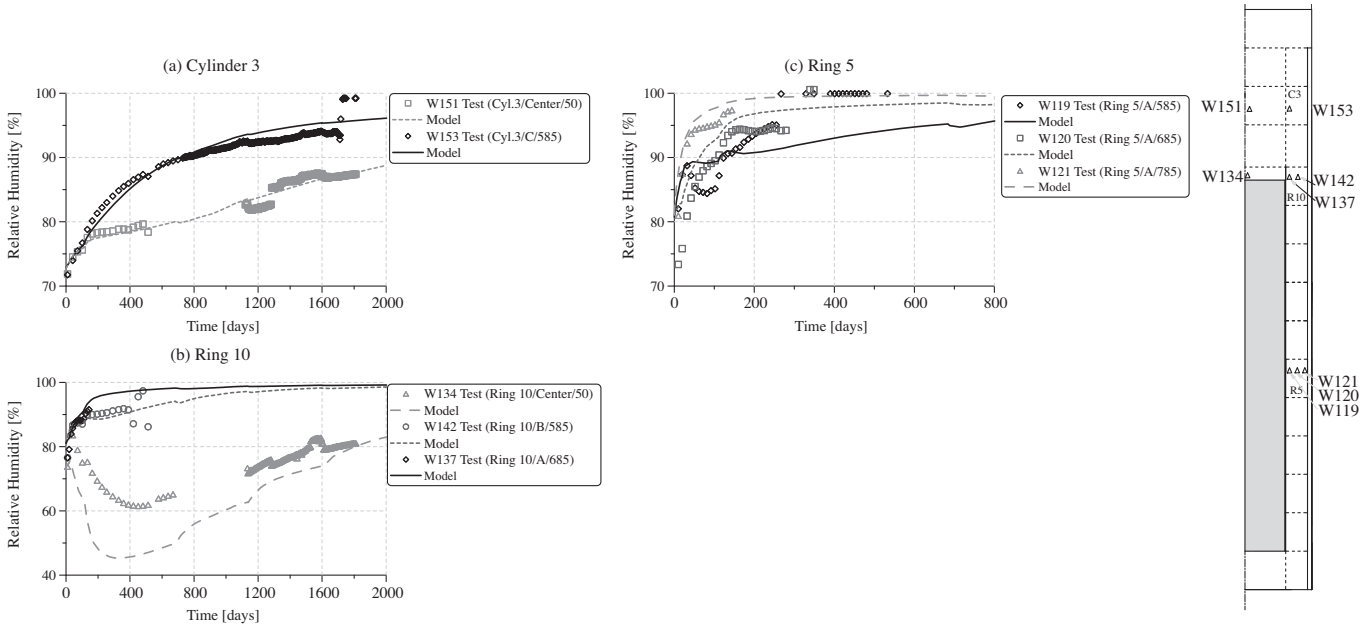 (a) Cylinder 3
Relative Humidity [%]
100
90
80
70
0
400
800
1200
1600
2000
Time [days]
W151 Test (Cyl.3/Center/50)
Model
W153 Test (Cyl.3/C/585)
Model
(b) Ring 10
Relative Humidity [%]
100
80
60
40
0
400
800
1200
1600
2000
Time [days]
W134 Test (Ring 10/Center/50)
Model
W142 Test (Ring 10/B/585)
Model
W137 Test (Ring 10/A/685)
Model
(c) Ring 5
Relative Humidity [%]
100
90
80
70
0
200
400
600
800
Time [days]
W119 Test (Ring 5/A/585)
Model
W120 Test (Ring 5/A/685)
Model
W121 Test (Ring 5/A/785)
Model
C3
W151
W153
W134
W142
R10
W137
W121
R5
W120
W119